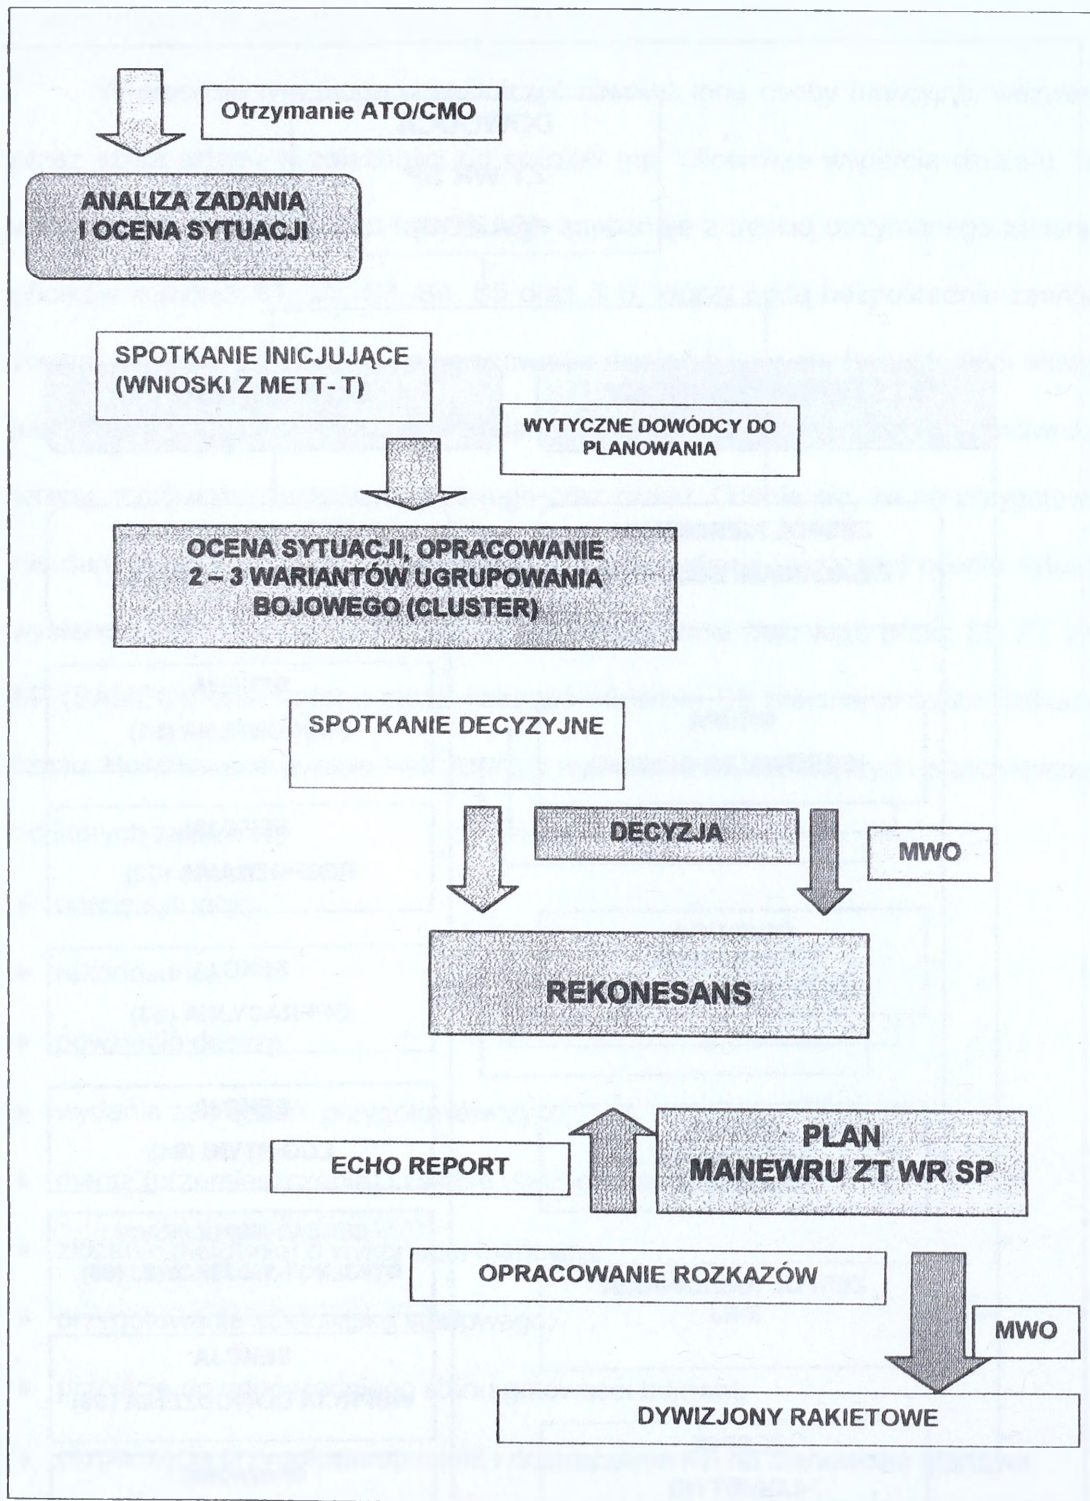 Otrzymanie ATO/CMO
ANALIZA ZADANIA
I OCENA SYTUACJI
SPOTKANIE INICJUJĄCE
(WNIOSKI Z METT- T)
WYTYCZNE DOWÓDCY DO
PLANOWANIA
OCENA SYTUACJI, OPRACOWANIE
2 – 3 WARIANTÓW UGRUPOWANIA
BOJOWEGO (CLUSTER)
SPOTKANIE DECYZYJNE
DECYZJA
MWO
REKONESANS
PLAN
MANEWRU ZT WR SP
ECHO REPORT
OPRACOWANIE ROZKAZÓW
MWO
DYWIZJONY RAKIETOWE